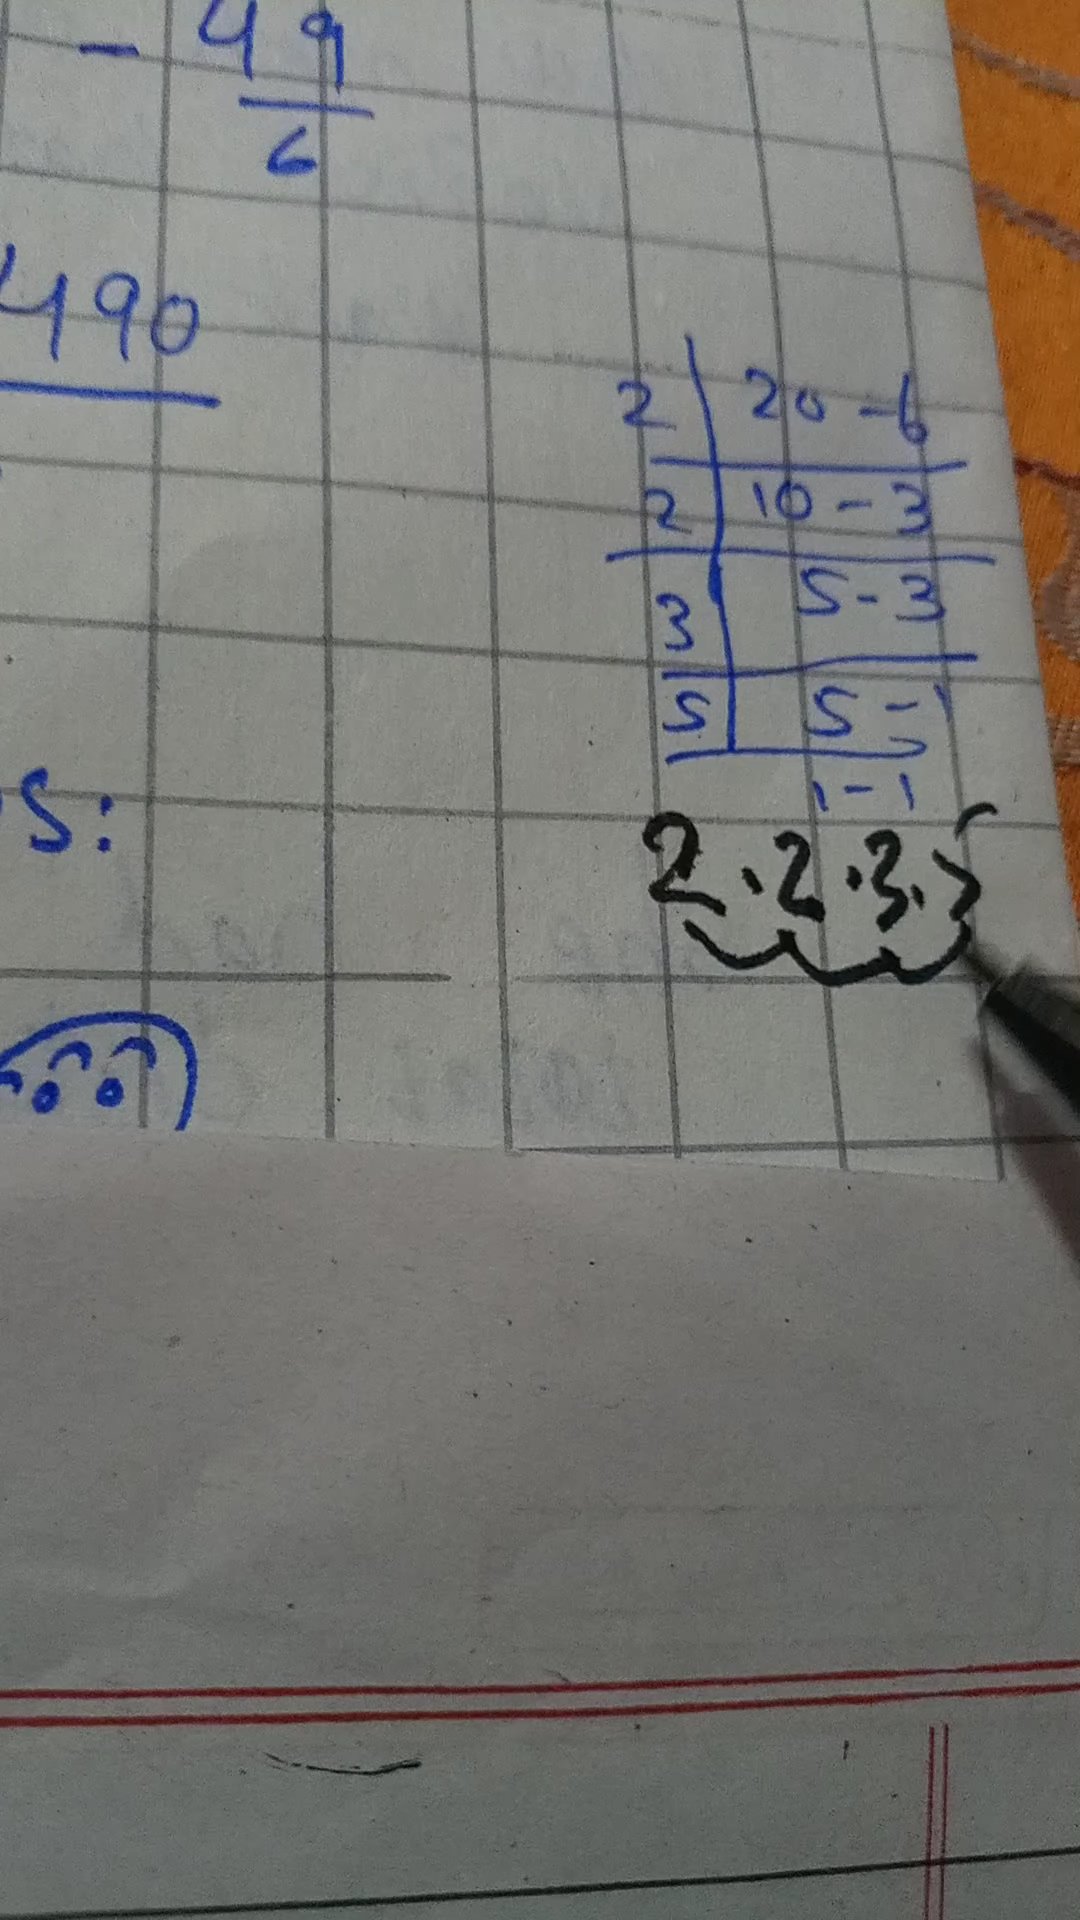 - 49
6
490
2 | 20 - 6
2 | 10 - 3
3 | 5 - 3
5 | 5 - 1
1 - 1
2 . 2 . 3 . 5
S: